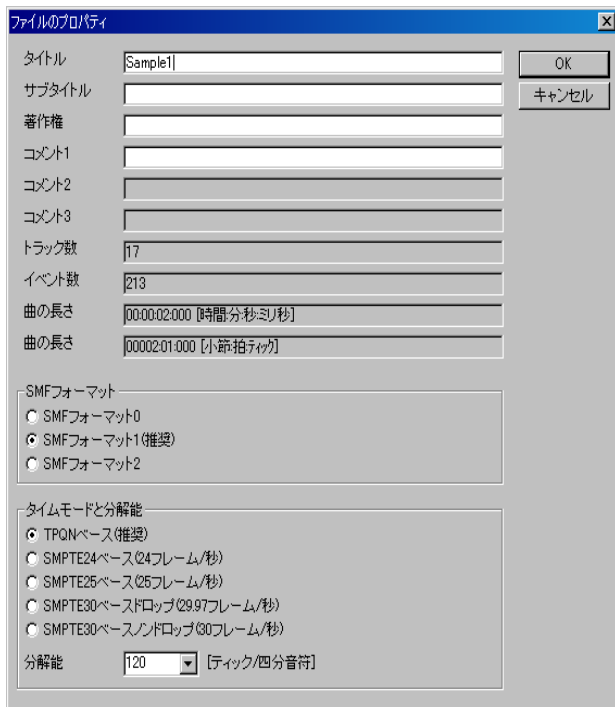 ファイルのプロパティ
タイトル Sample1 OK
サブタイトル キャンセル
著作権
コメント1
コメント2
コメント3
トラック数 17
イベント数 213
曲の長さ 00:00:02:000 [時間:分:秒:ミリ秒]
曲の長さ 00002:01:000 [小節:拍:ティック]
SMFフォーマット
SMFフォーマット0
SMFフォーマット1(推奨)
SMFフォーマット2
タイムモードと分解能
TPQNベース(推奨)
SMPTE24ベース(24フレーム/秒)
SMPTE25ベース(25フレーム/秒)
SMPTE30ベースドロップ(29.97フレーム/秒)
SMPTE30ベースノンドロップ(30フレーム/秒)
分解能 120 [ティック/四分音符]